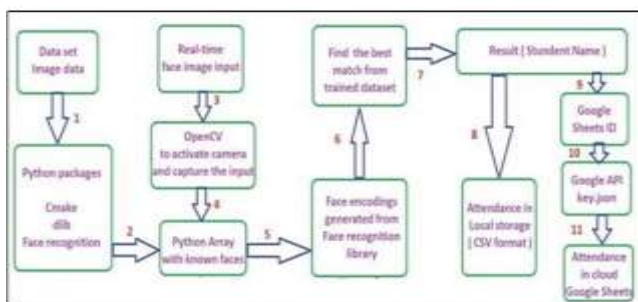 Data set
Image data
1
Python packages
Cmake
dlib
Face recognition
2
Real-time
face image input
3
OpenCV
to activate camera
and capture the input
4
Python Array
with known faces
5
Face encodings
generated from
Face recognition
library
6
Find the best
match from
trained dataset
7
Result ( Stundent Name )
8
Attendance in
Local storage
( CSV format )
9
Google
Sheets ID
10
Google API
key.json
11
Attendance
in cloud
Google Sheets